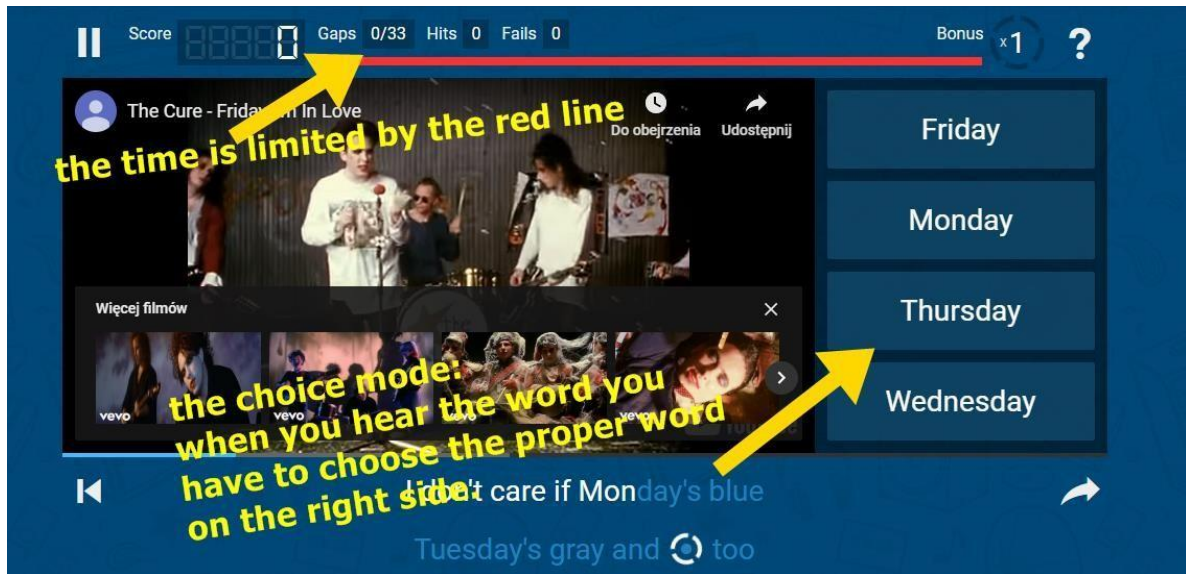 Score 0 Gaps 0/33 Hits 0 Fails 0 Bonus x1 ?
The Cure - Friday I'm In Love
Do obejrzenia Udostępnij
the time is limited by the red line
Friday
Monday
Thursday
Wednesday
Więcej filmów
vevo vevo vevo vevo
the choice mode:
when you hear the word you
have to choose the proper word
on the right side.
I don't care if Monday's blue
Tuesday's gray and too